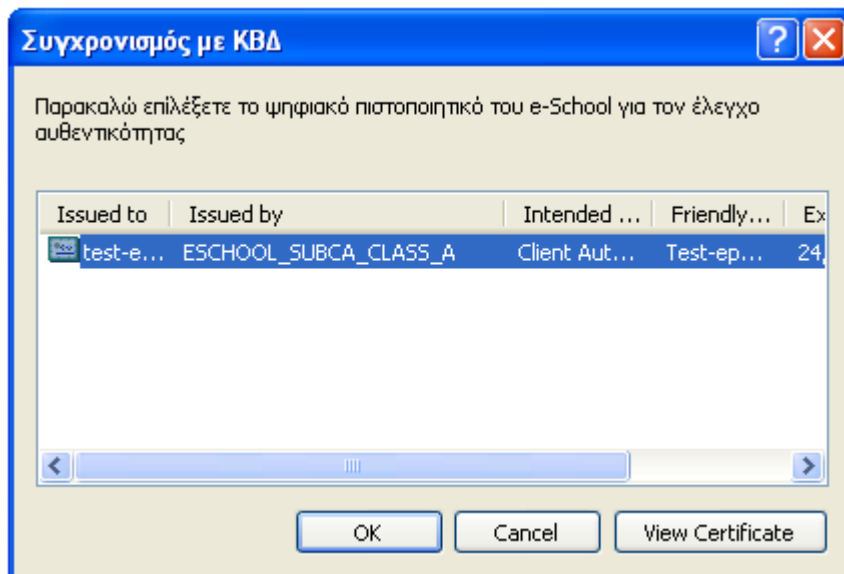 Συγχρονισμός με ΚΒΔ
Παρακαλώ επιλέξετε το ψηφιακό πιστοποιητικό του e-School για τον έλεγχο
αυθεντικότητας
Issued to Issued by Intended ... Friendly... Ex
test-e... ESCHOOL_SUBCA_CLASS_A Client Aut... Test-ep... 24,
OK Cancel View Certificate